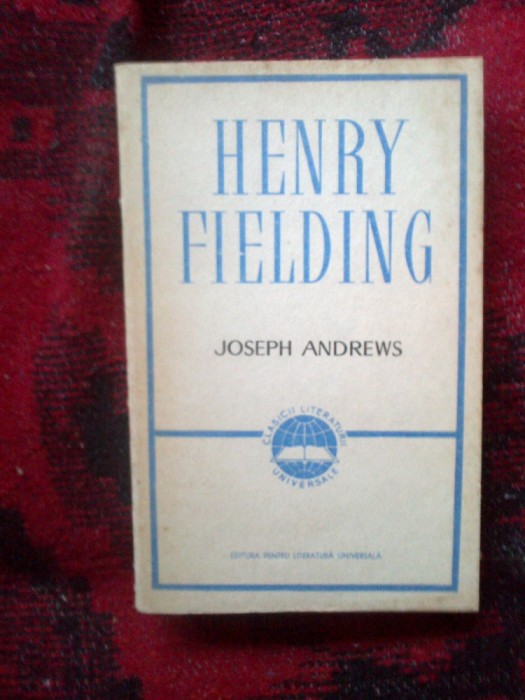 HENRY
FIELDING
JOSEPH ANDREWS
CLASICII LITERATURII
UNIVERSALE
EDITURA PENTRU LITERATURĂ UNIVERSALĂ